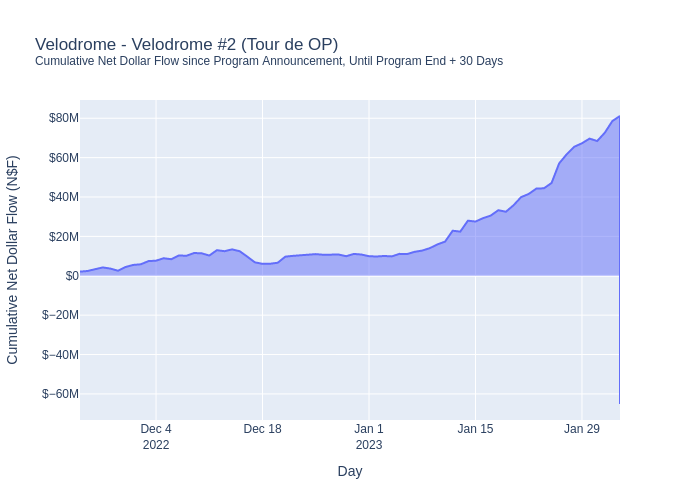 Velodrome - Velodrome #2 (Tour de OP)
Cumulative Net Dollar Flow since Program Announcement, Until Program End + 30 Days
Cumulative Net Dollar Flow (N$F)
$80M
$60M
$40M
$20M
$0
$−20M
$−40M
$−60M
Dec 4
2022
Dec 18
Jan 1
2023
Jan 15
Jan 29
Day